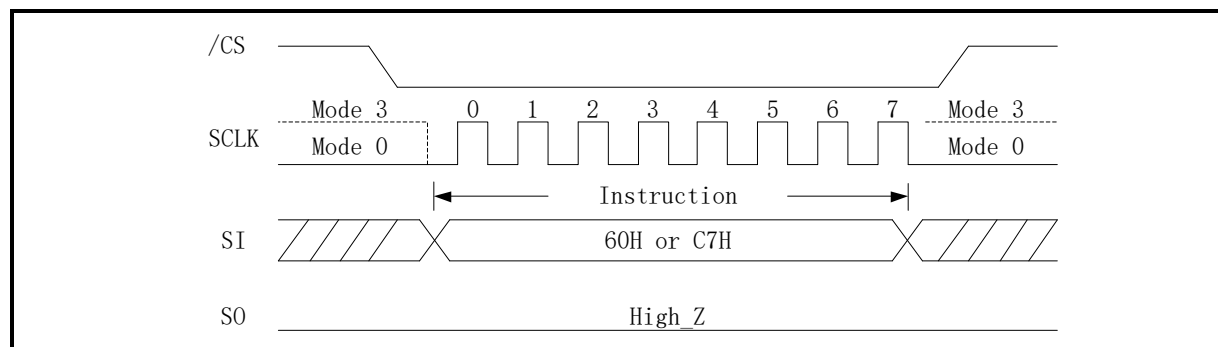 /CS
Mode 3 0 1 2 3 4 5 6 7 Mode 3
SCLK
Mode 0 Mode 0
Instruction
SI 60H or C7H
SO High_Z